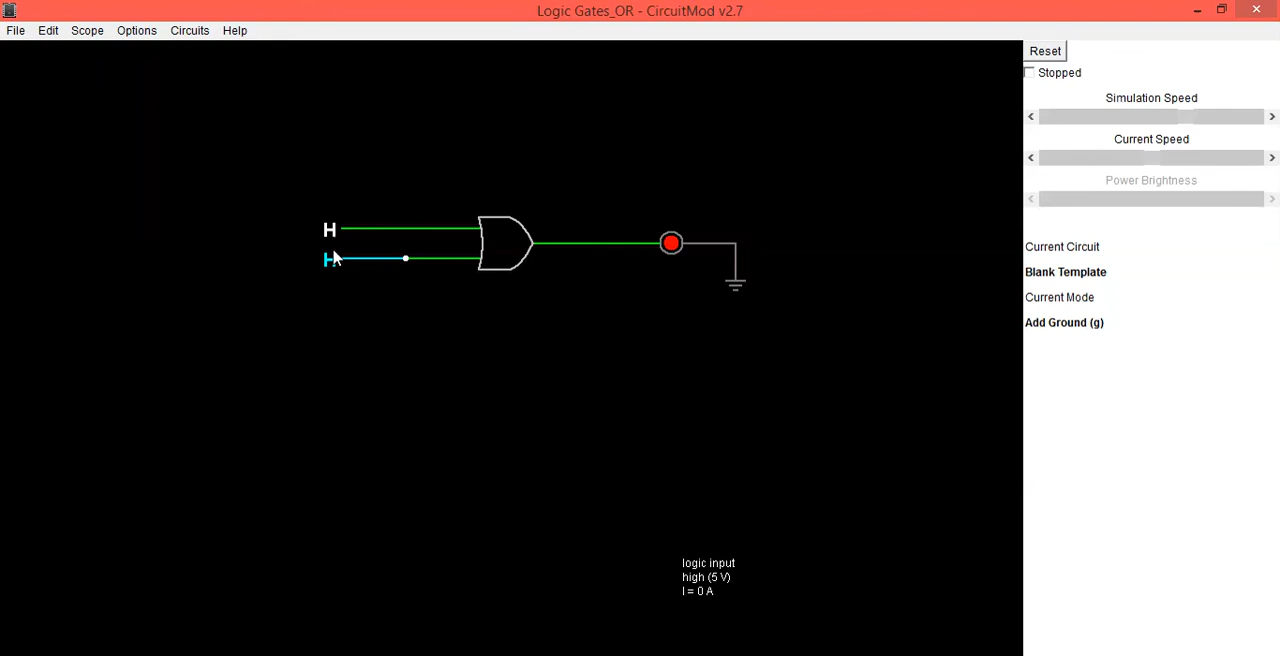 Logic Gates_OR - CircuitMod v2.7
File Edit Scope Options Circuits Help
Reset
Stopped
Simulation Speed
Current Speed
Power Brightness
H
H
Current Circuit
Blank Template
Current Mode
Add Ground (g)
logic input
high (5 V)
I = 0 A